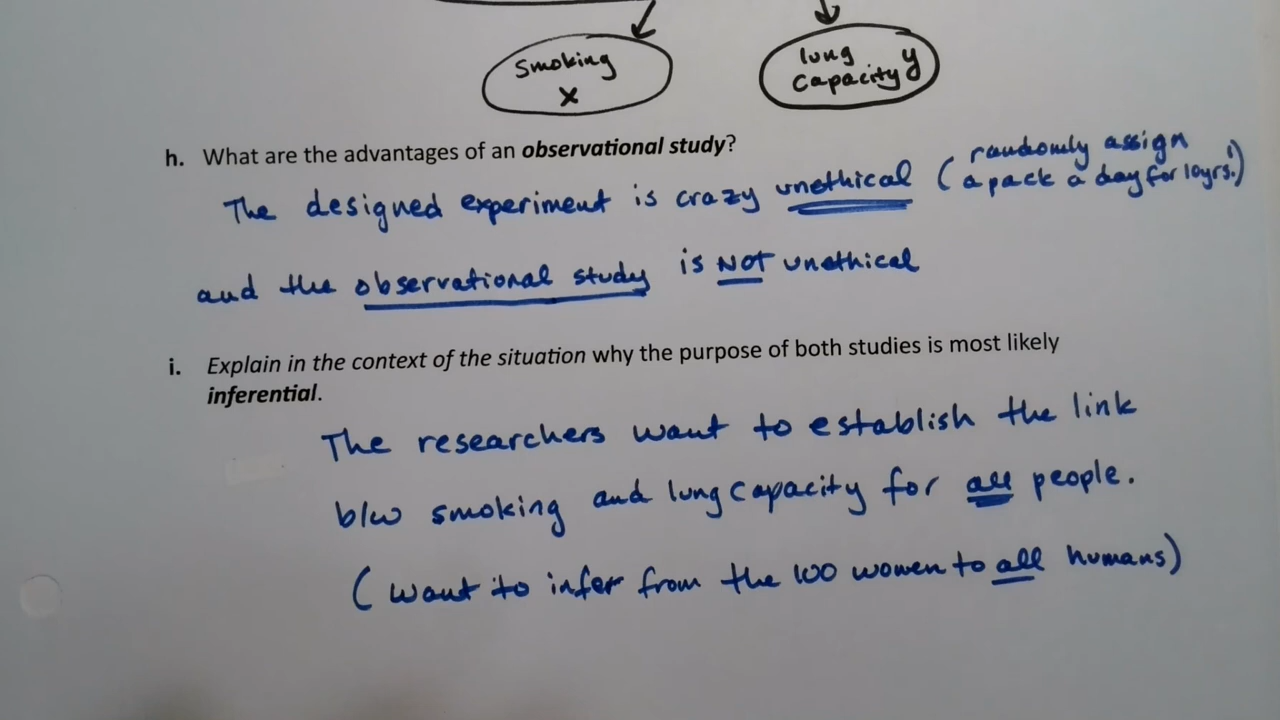 smoking
x
lung
capacity y
h. What are the advantages of an observational study?
The designed experiment is crazy unethical (randomly assign
a pack a day for 10yrs.!)
and the observational study is NOT unethical
i. Explain in the context of the situation why the purpose of both studies is most likely
inferential.
The researchers want to establish the link
b/w smoking and lung capacity for all people.
(want to infer from the 100 women to all humans)